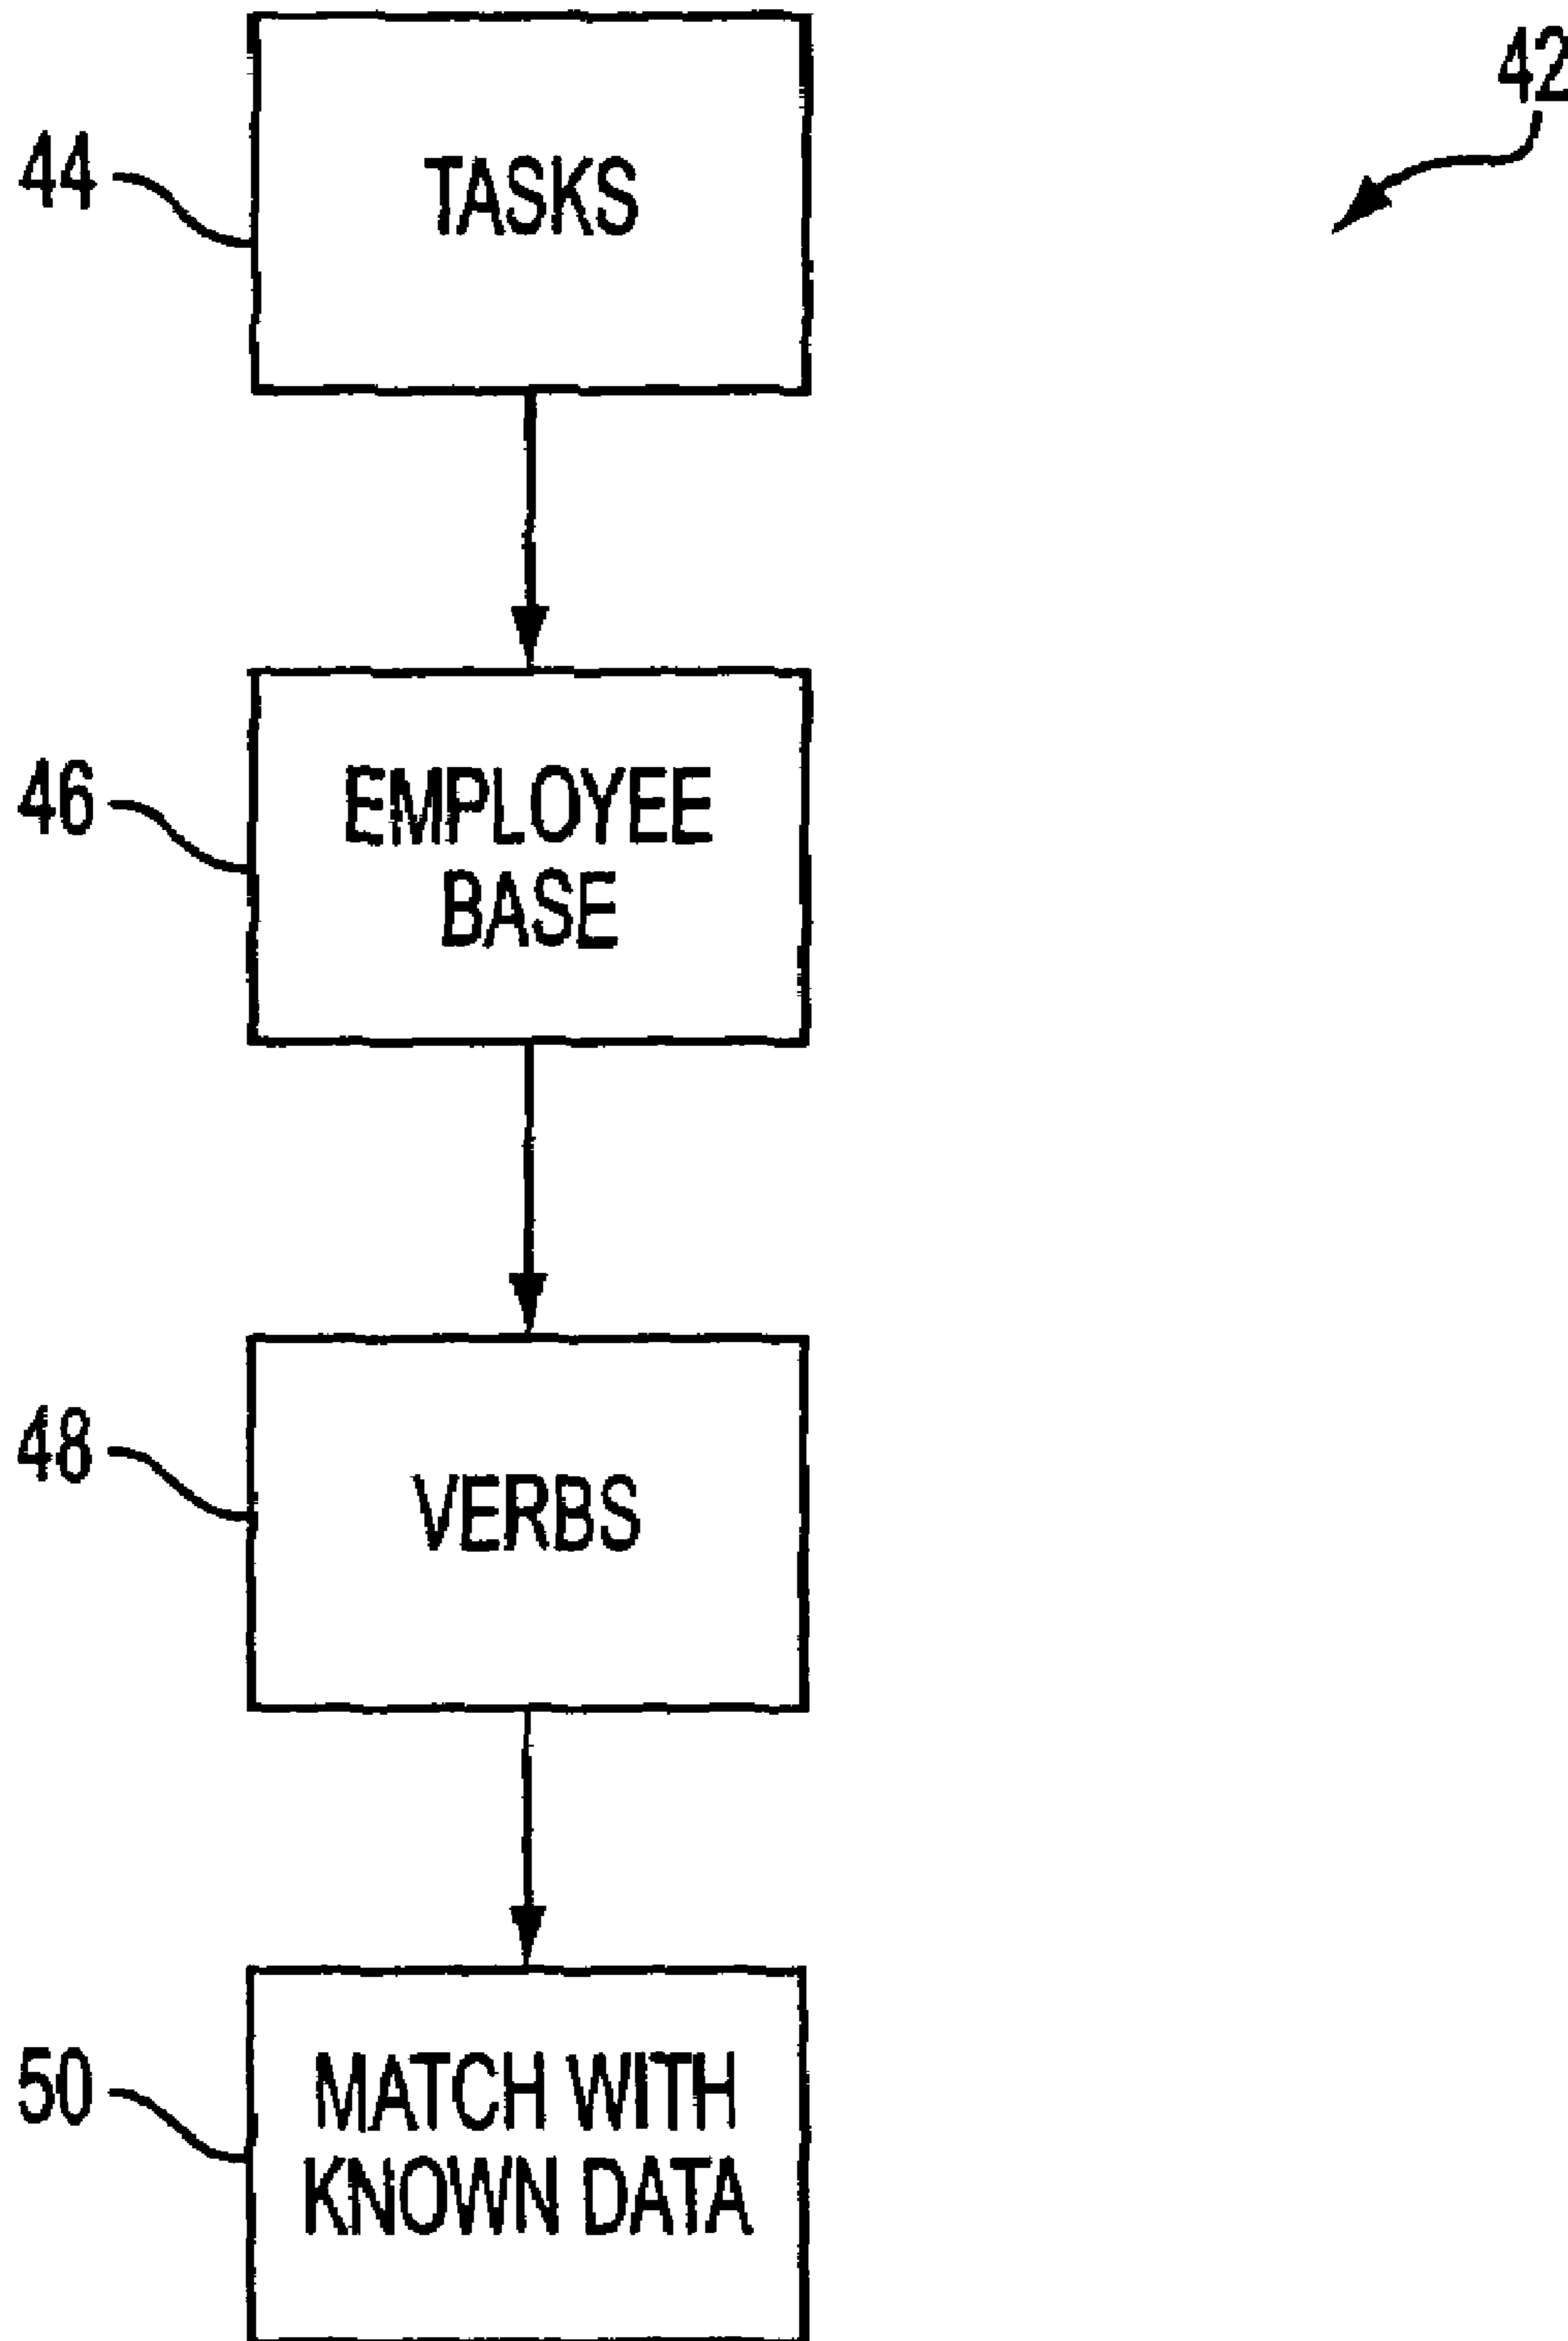 42
44
TASKS
46
EMPLOYEE
BASE
48
VERBS
50
MATCH WITH
KNOWN DATA